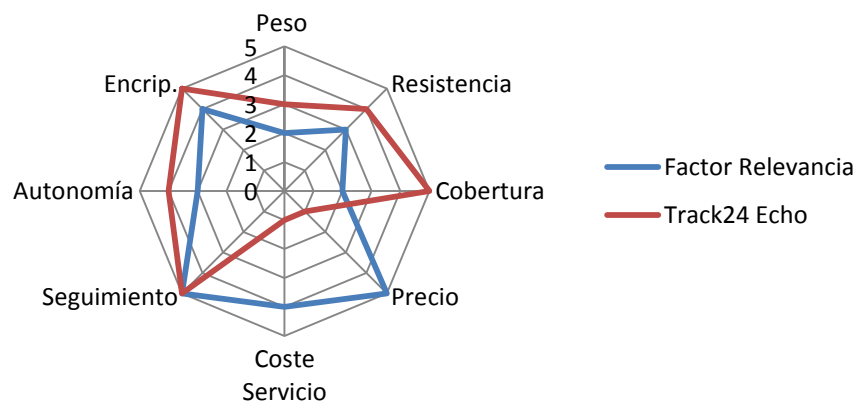 Peso
5
Encrip.
4
Resistencia
3
2
1
Autonomía
0
Cobertura
Factor Relevancia
Track24 Echo
Seguimiento
Precio
Coste
Servicio